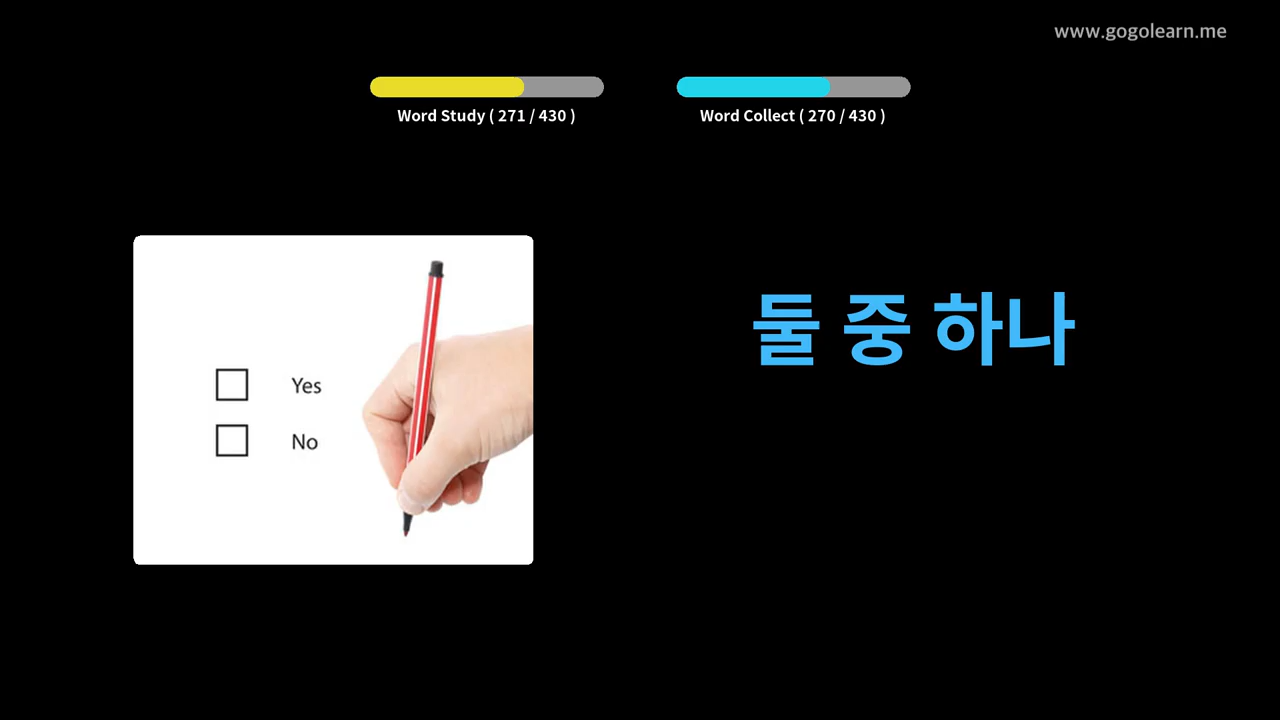 www.gogolearn.me
Word Study ( 271 / 430 )
Word Collect ( 270 / 430 )
Yes
No
둘 중 하나